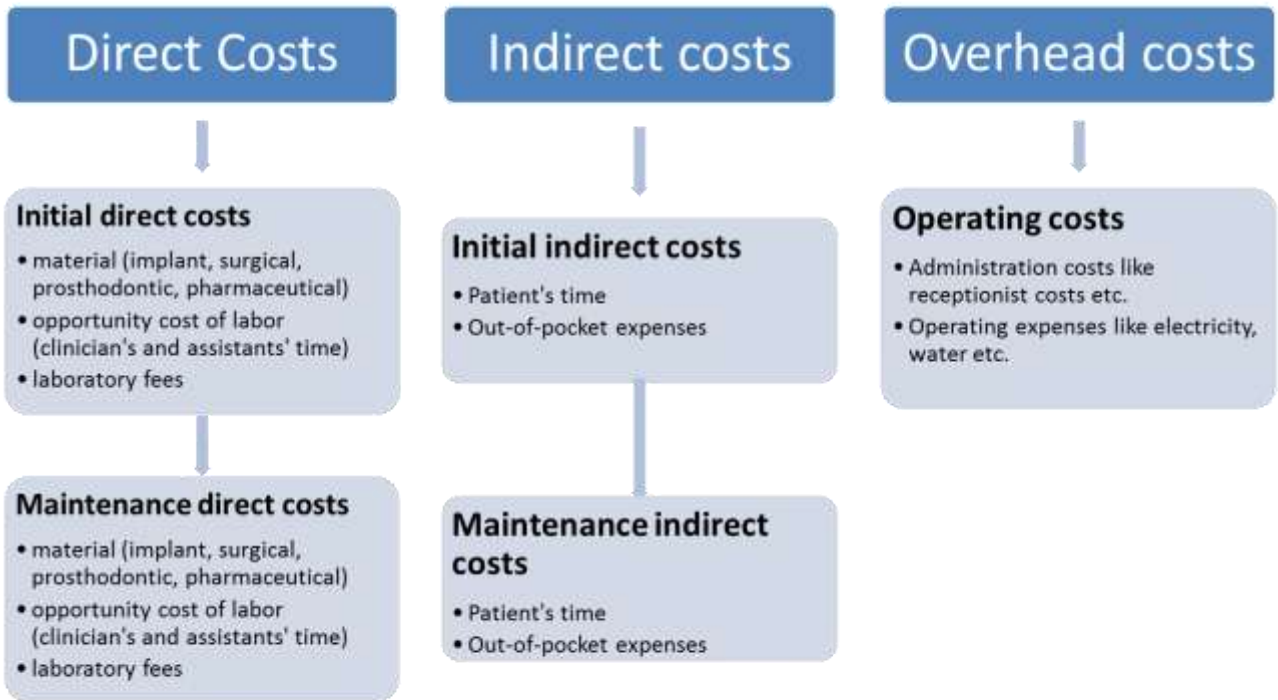 Direct Costs
Initial direct costs
• material (implant, surgical,
prosthodontic, pharmaceutical)
• opportunity cost of labor
(clinician's and assistants' time)
• laboratory fees
Maintenance direct costs
• material (implant, surgical,
prosthodontic, pharmaceutical)
• opportunity cost of labor
(clinician's and assistants' time)
• laboratory fees
Indirect costs
Initial indirect costs
• Patient's time
• Out-of-pocket expenses
Maintenance indirect
costs
• Patient's time
• Out-of-pocket expenses
Overhead costs
Operating costs
• Administration costs like
receptionist costs etc.
• Operating expenses like electricity,
water etc.